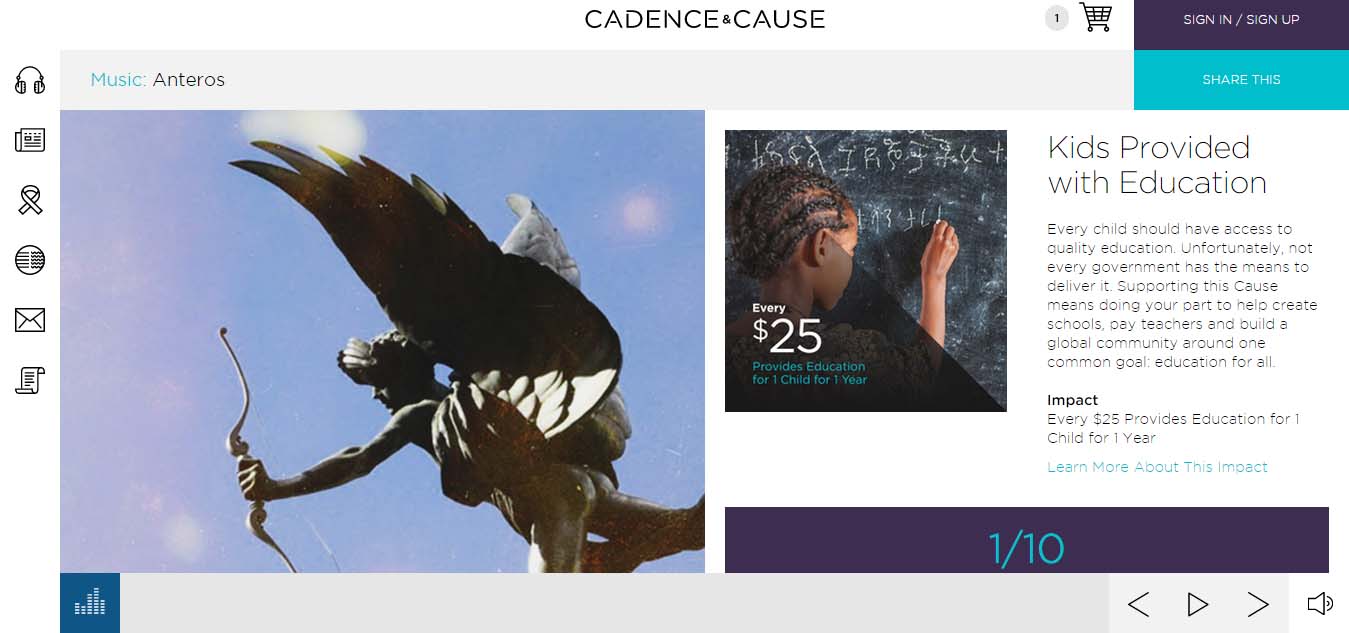 CADENCE&CAUSE
1
SIGN IN / SIGN UP
Music: Anteros
SHARE THIS
Every
$25
Provides Education
for 1 Child for 1 Year
Kids Provided
with Education
Every child should have access to
quality education. Unfortunately, not
every government has the means to
deliver it. Supporting this Cause
means doing your part to help create
schools, pay teachers and build a
global community around one
common goal: education for all.
Impact
Every $25 Provides Education for 1
Child for 1 Year
Learn More About This Impact
1/10